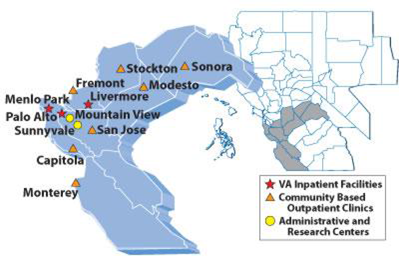 Stockton
Sonora
Fremont
Modesto
Livermore
Menlo Park
Palo Alto
Mountain View
Sunnyvale
San Jose
Capitola
Monterey
VA Inpatient Facilities
Community Based
Outpatient Clinics
Administrative and
Research Centers